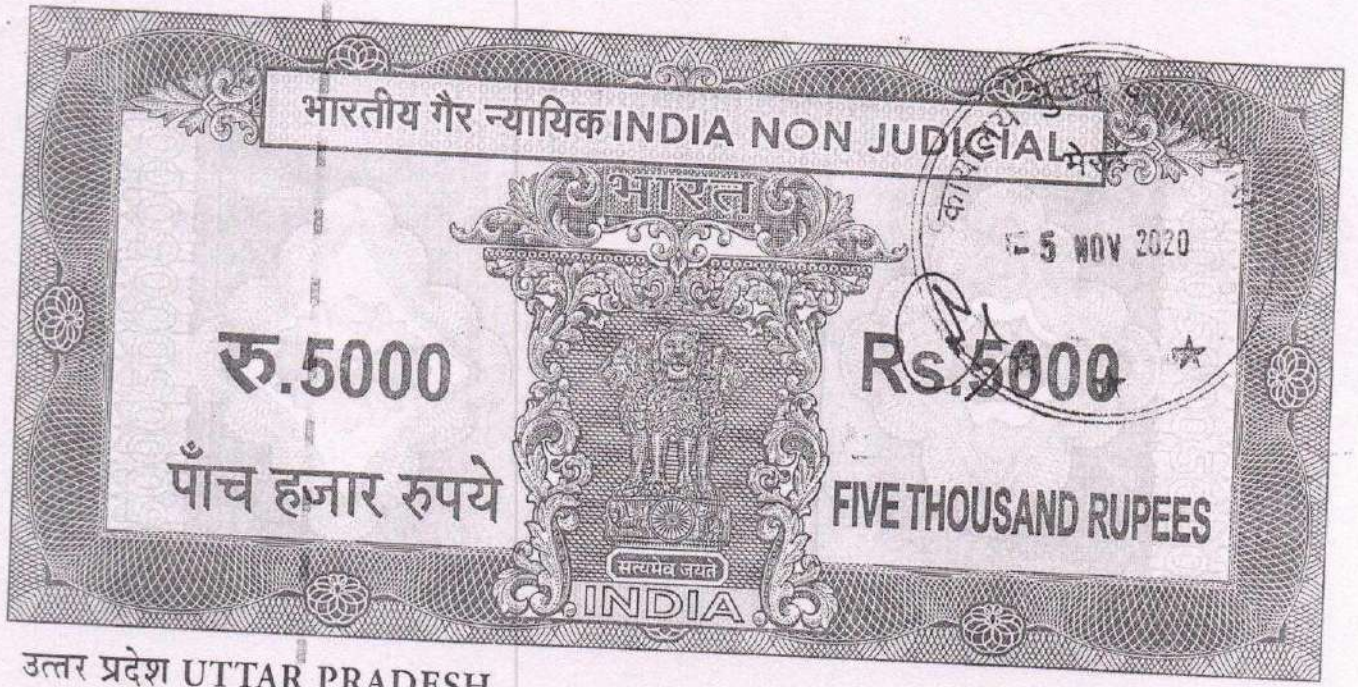 भारतीय गैर न्यायिक INDIA NON JUDICIAL
भारत
कार्यालय मुख्य
5 NOV 2020
रु.5000
Rs.5000
पाँच हज़ार रुपये
FIVE THOUSAND RUPEES
सत्यमेव जयते
INDIA
उत्तर प्रदेश UTTAR PRADESH